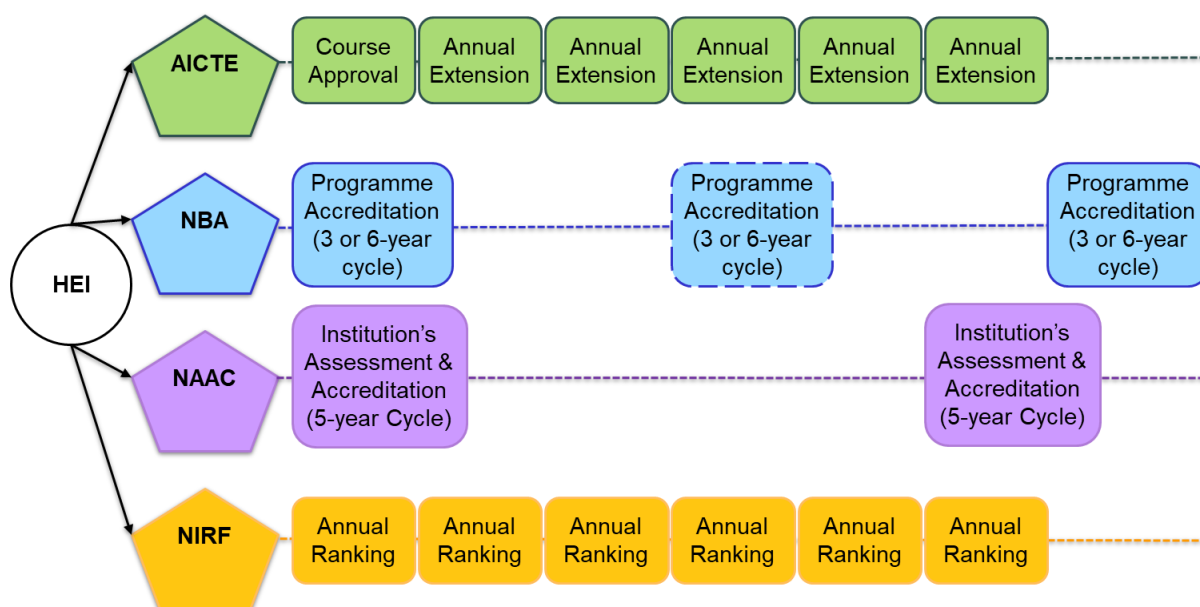 AICTE
Course
Approval
Annual
Extension
Annual
Extension
Annual
Extension
Annual
Extension
Annual
Extension
NBA
Programme
Accreditation
(3 or 6-year
cycle)
Programme
Accreditation
(3 or 6-year
cycle)
Programme
Accreditation
(3 or 6-year
cycle)
HEI
NAAC
Institution’s
Assessment &
Accreditation
(5-year Cycle)
Institution’s
Assessment &
Accreditation
(5-year Cycle)
NIRF
Annual
Ranking
Annual
Ranking
Annual
Ranking
Annual
Ranking
Annual
Ranking
Annual
Ranking